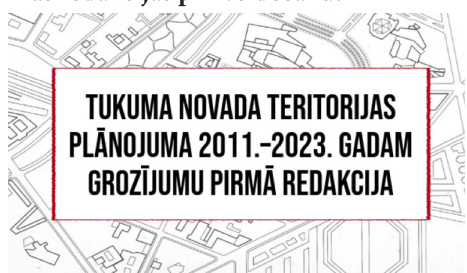 TUKUMA NOVADA TERITORIJAS
PLĀNOJUMA 2011.-2023. GADAM
GROZĪJUMU PIRMĀ REDAKCIJA